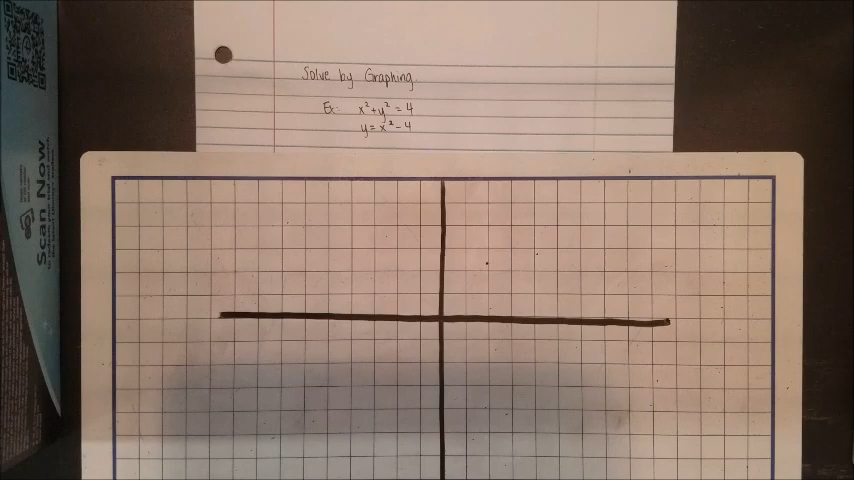 Solve by Graphing.
Ex: x²+y² = 4
y = x² - 4
Scan Now